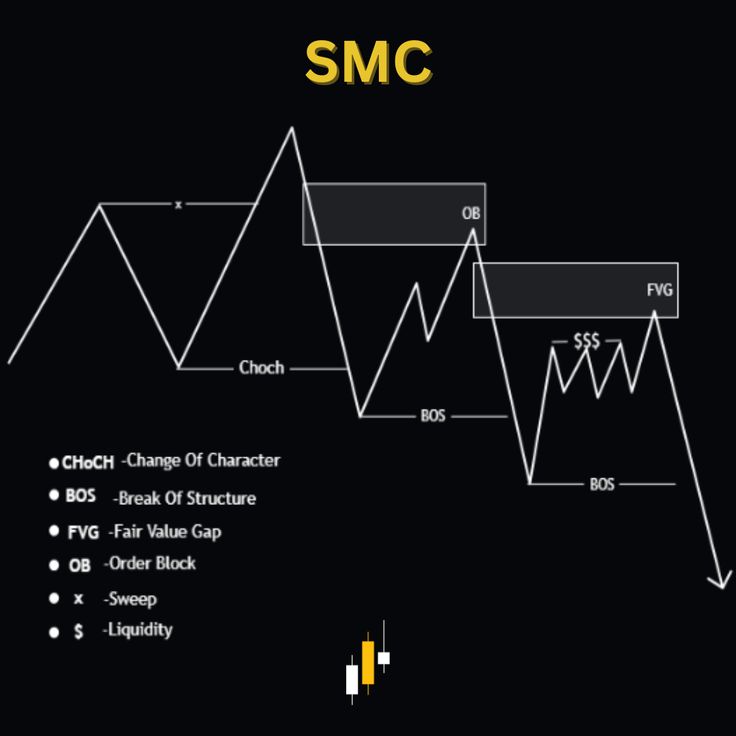 SMC
x
OB
FVG
$$$
Choch
BOS
BOS
CHoCH -Change Of Character
BOS -Break Of Structure
FVG -Fair Value Gap
OB -Order Block
x -Sweep
$ -Liquidity